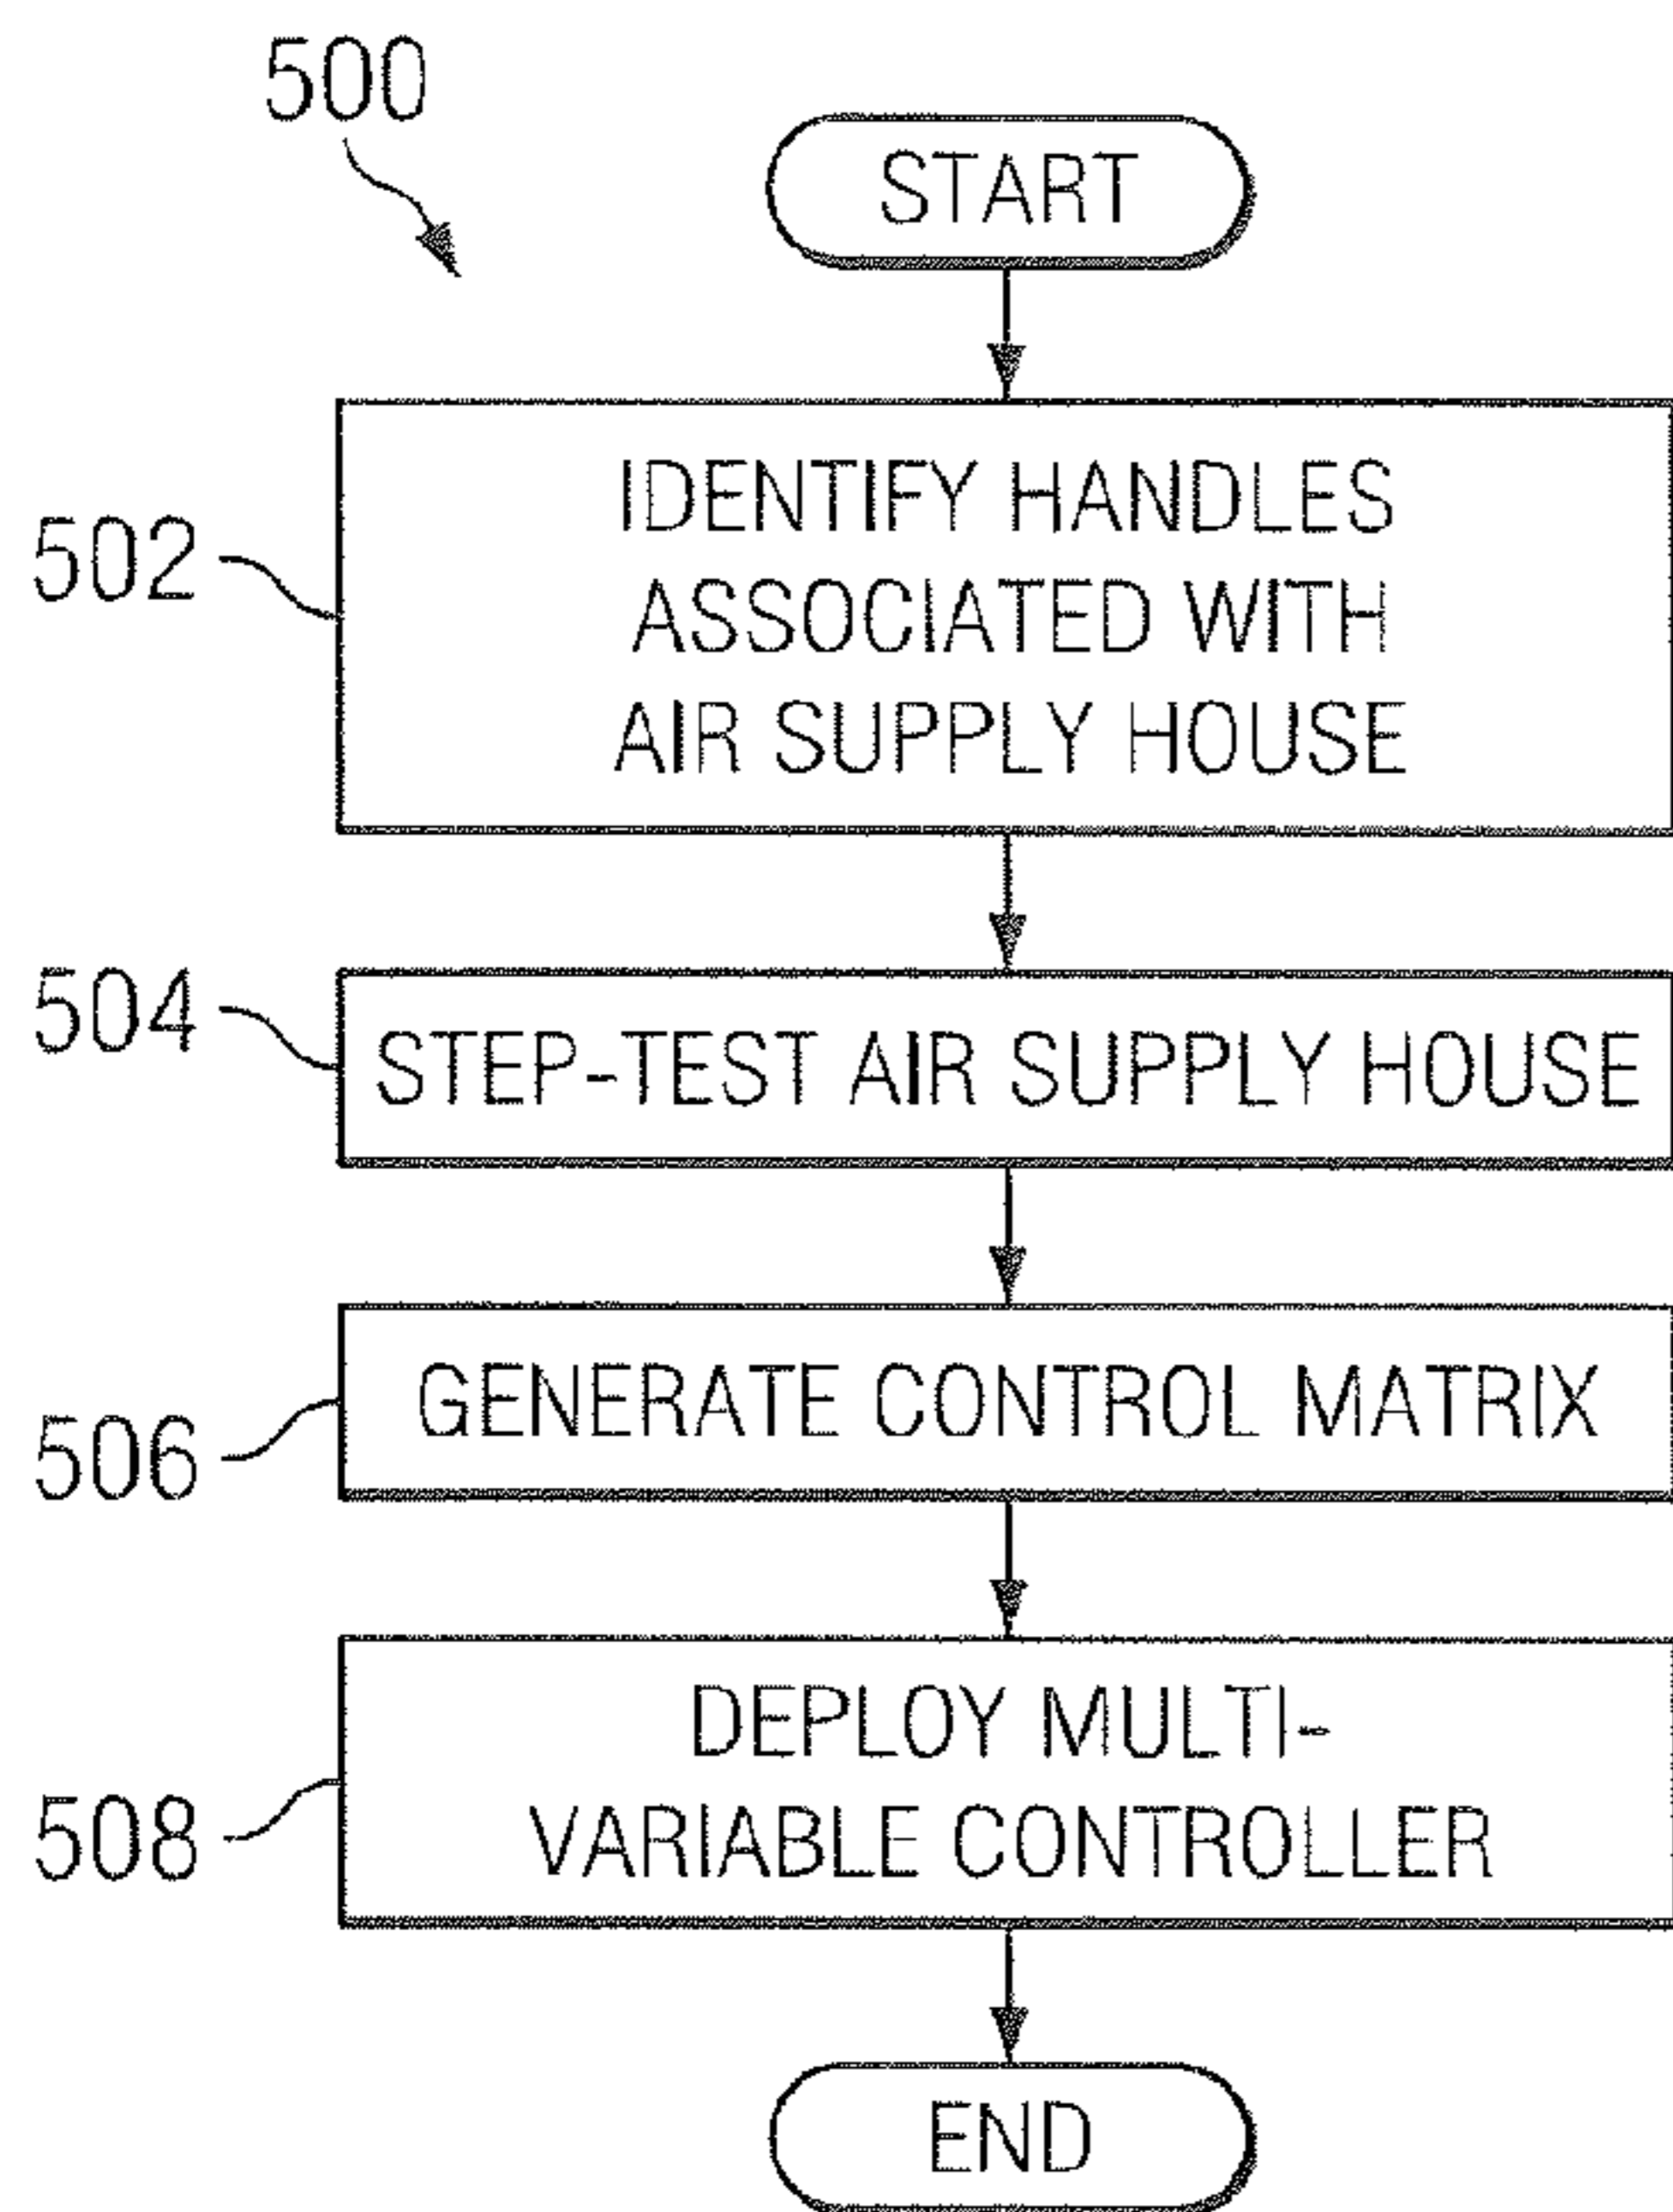 500
START
502
IDENTIFY HANDLES
ASSOCIATED WITH
AIR SUPPLY HOUSE
504
STEP-TEST AIR SUPPLY HOUSE
506
GENERATE CONTROL MATRIX
508
DEPLOY MULTI-
VARIABLE CONTROLLER
END